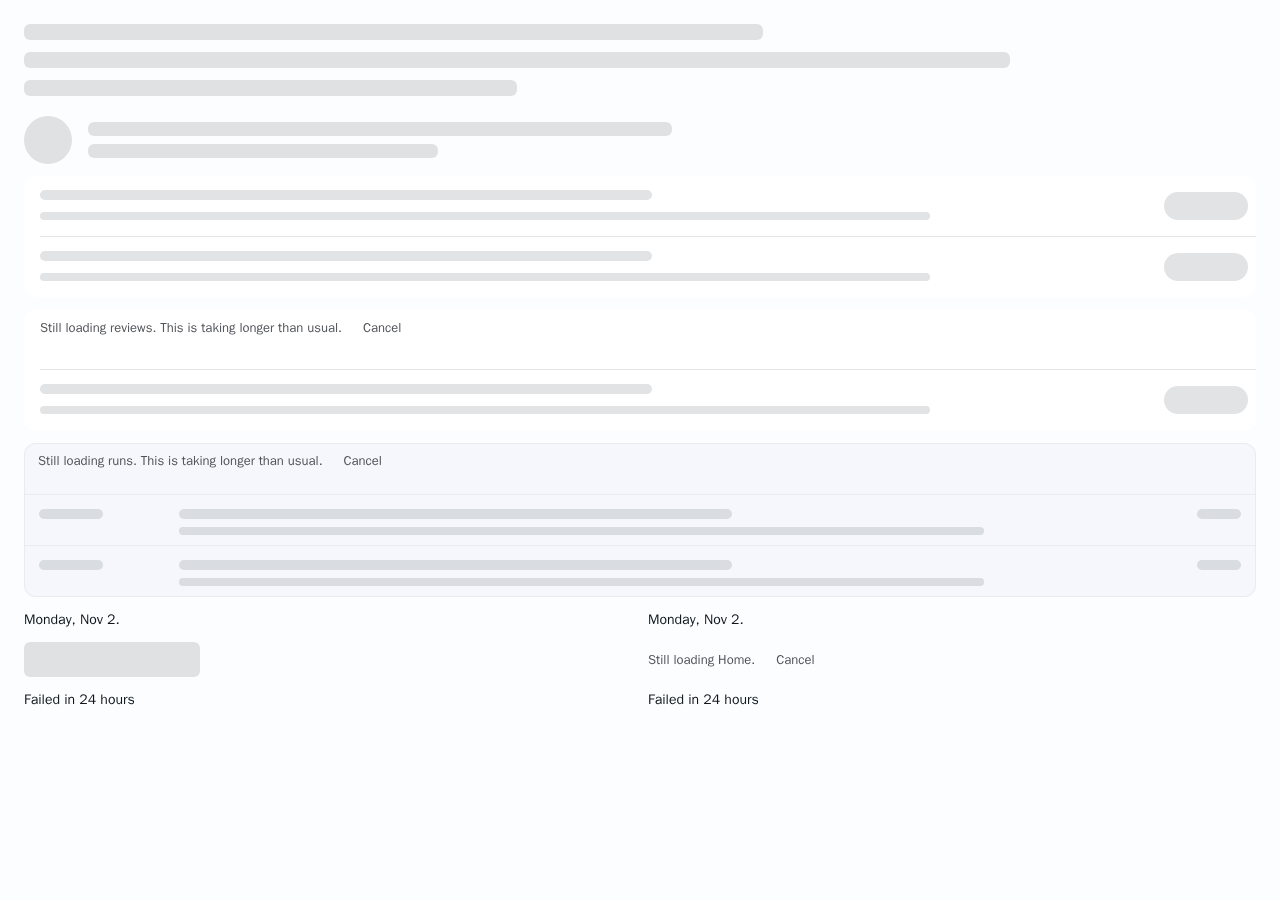 Still loading reviews. This is taking longer than usual. Cancel
Still loading runs. This is taking longer than usual. Cancel
Monday, Nov 2.
Monday, Nov 2.
Still loading Home. Cancel
Failed in 24 hours
Failed in 24 hours